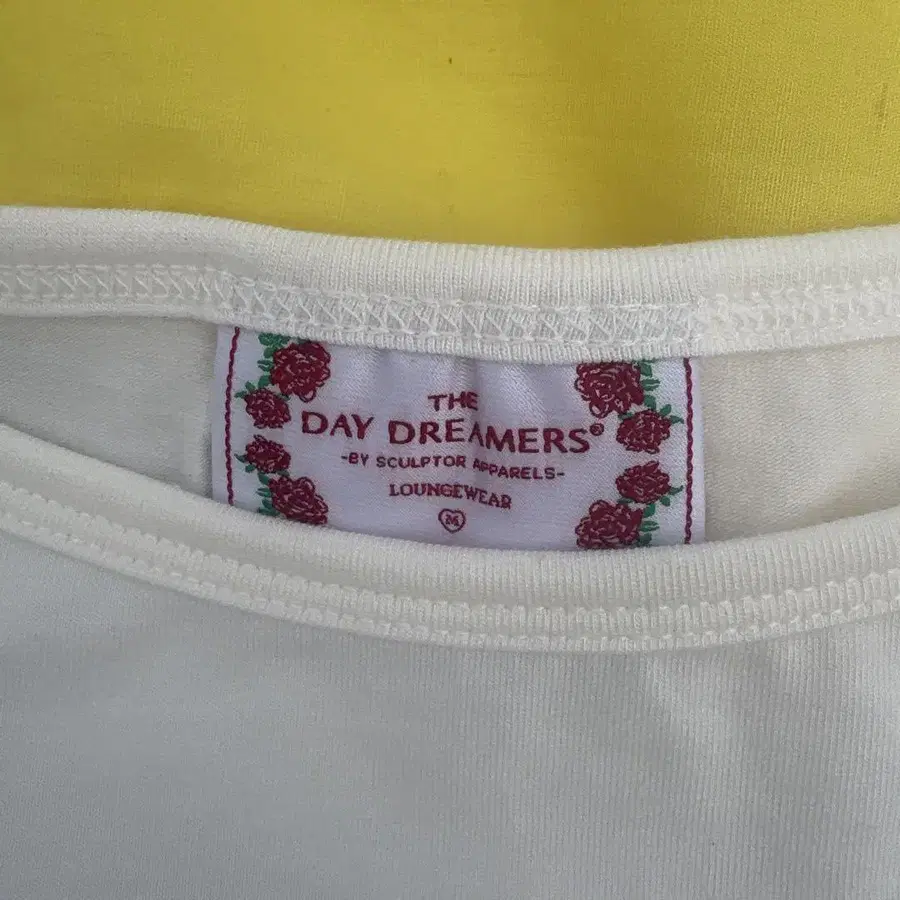 THE
DAY DREAMERS®
-BY SCULPTOR APPARELS-
LOUNGEWEAR
M